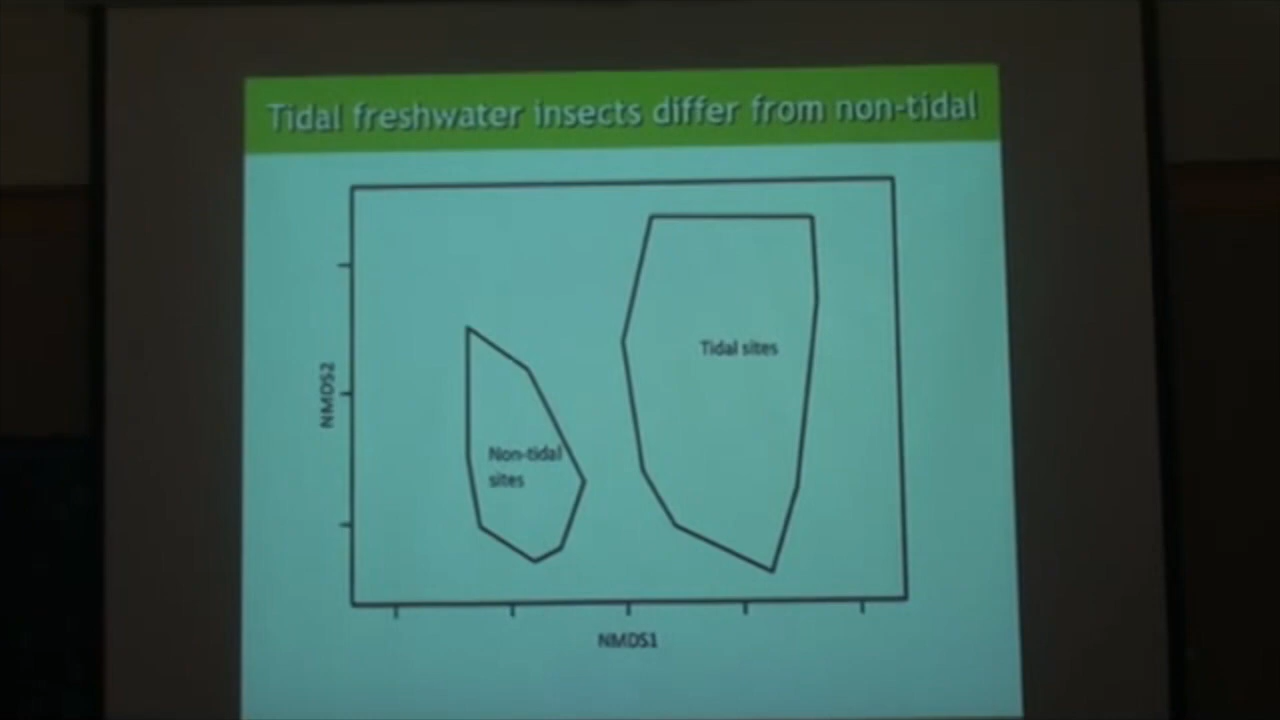 Tidal freshwater insects differ from non-tidal
Tidal sites
NMDS2
Non-tidal
sites
NMDS1